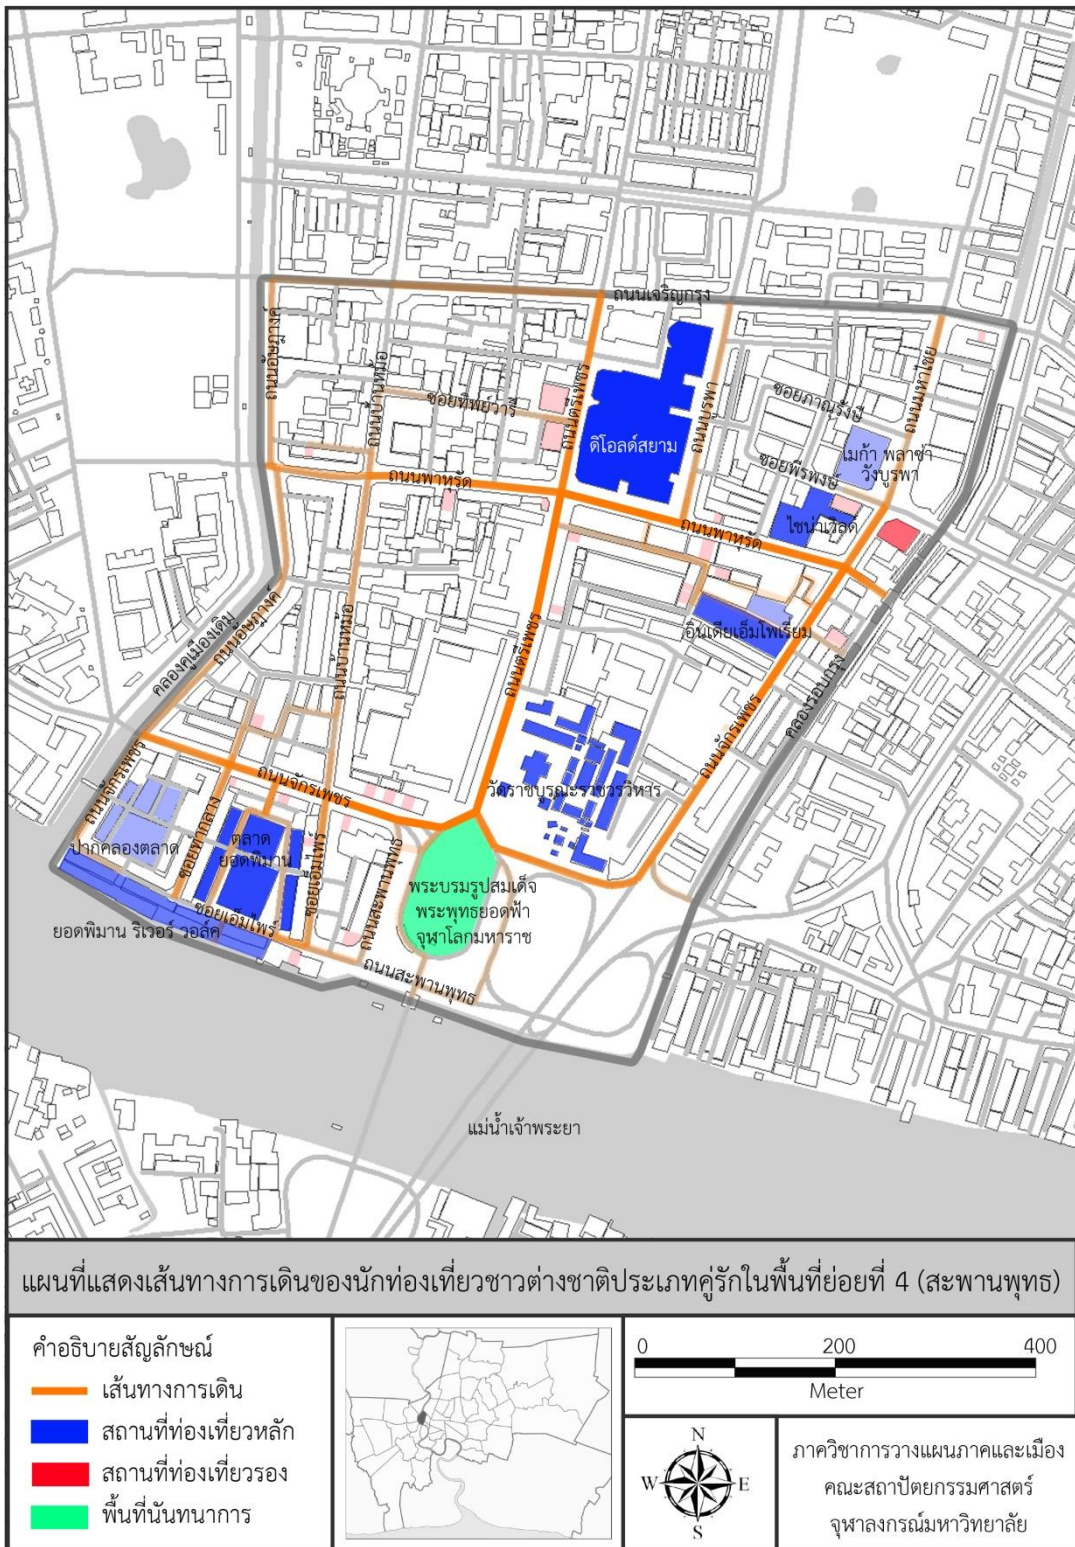 ถนนเจริญกรุง
ถนนอัษฎางค์
ถนนบ้านหม้อ
ถนนตรีเพชร
ถนนบูรพา
ถนนมหาไชย
ซอยทิพย์วารี
ซอยภาณุรังษี
ดิโอลด์สยาม
เมก้า พลาซ่า
วังบูรพา
ซอยพีรพงษ์
ถนนพาหุรัด
ไชน่าเวิลด์
ถนนพาหุรัด
อินเดียเอ็มโพเรียม
คลองคูเมืองเดิม
ถนนอัษฎางค์
ถนนบ้านหม้อ
ถนนตรีเพชร
คลองรอบกรุง
ถนนจักรเพชร
ถนนจักรเพชร
ถนนจักรเพชร
วัดราชบูรณะราชวรวิหาร
ปากคลองตลาด
ซอยท่ากลาง
ตลาด
ยอดพิมาน
ซอยเอ็มไพร์
ถนนสะพานพุทธ
พระบรมรูปสมเด็จ
พระพุทธยอดฟ้า
จุฬาโลกมหาราช
ซอยเอ็มไพร์
ยอดพิมาน ริเวอร์ วอล์ค
ถนนสะพานพุทธ
แม่น้ำเจ้าพระยา
แผนที่แสดงเส้นทางการเดินของนักท่องเที่ยวชาวต่างชาติประเภทคู่รักในพื้นที่ย่อยที่ 4 (สะพานพุทธ)
คำอธิบายสัญลักษณ์
เส้นทางการเดิน
สถานที่ท่องเที่ยวหลัก
สถานที่ท่องเที่ยวรอง
พื้นที่นันทนาการ
0 200 400
Meter
N
W E
S
ภาควิชาการวางแผนภาคและเมือง
คณะสถาปัตยกรรมศาสตร์
จุฬาลงกรณ์มหาวิทยาลัย